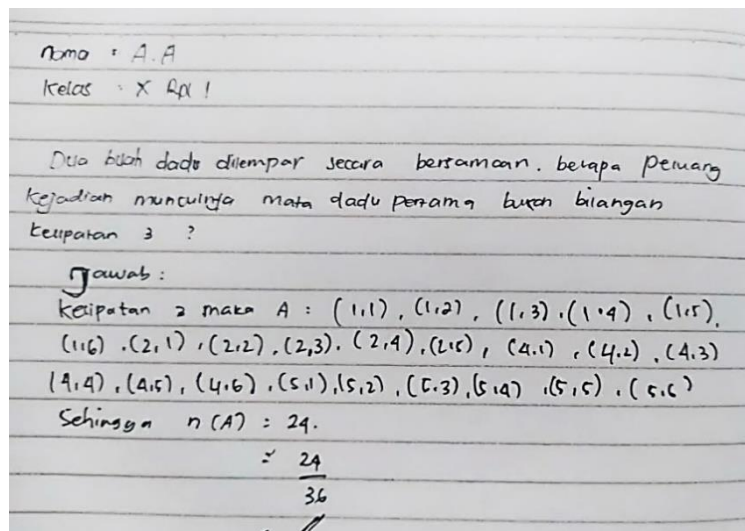 nama : A.A
Kelas : X RPL 1
Dua buah dadu dilempar secara bersamaan. berapa Peluang
Kejadian munculnya mata dadu pertama bukan bilangan
kelipatan 3 ?
Jawab :
kelipatan 3 maka A : (1,1), (1,2), (1,3), (1,4), (1,5),
(1,6), (2,1), (2,2), (2,3), (2,4), (2,5), (4,1), (4,2), (4,3)
(4,4), (4,5), (4,6), (5,1), (5,2), (5,3), (5,4), (5,5), (5,6)
Sehingga n(A) : 24.
= 24
36